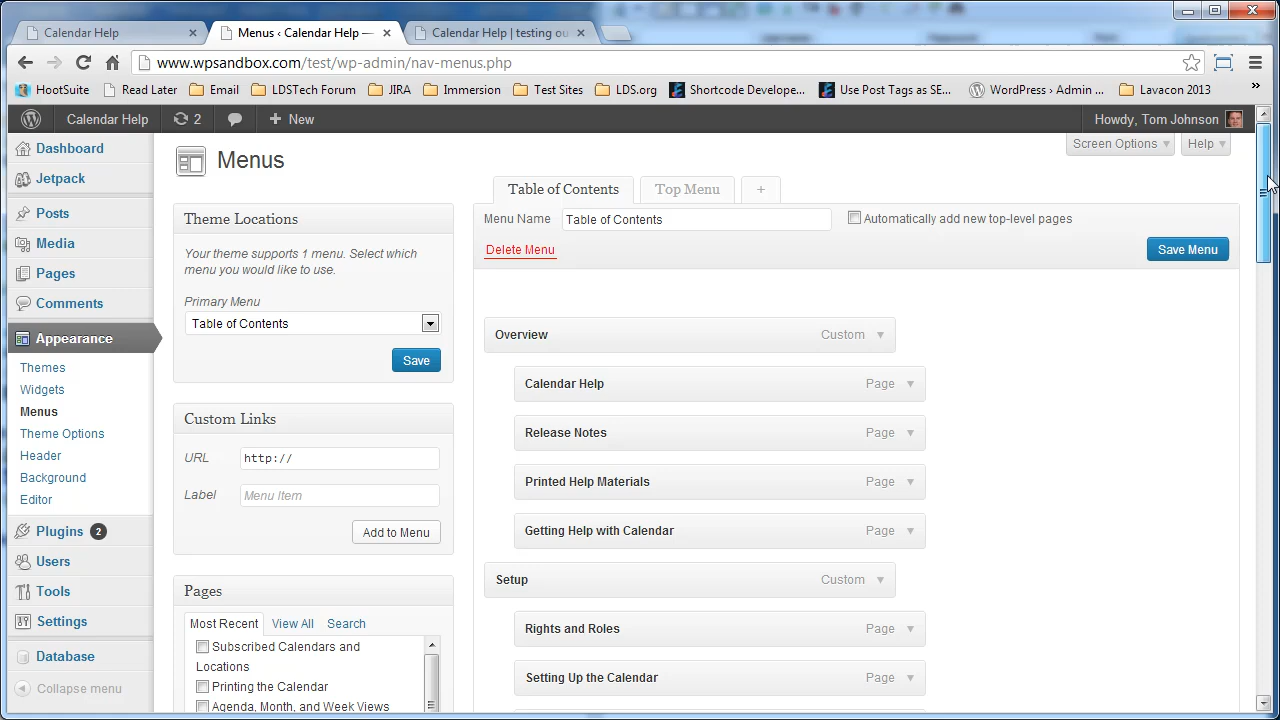 Calendar Help
Menus ‹ Calendar Help —
Calendar Help | testing ou
www.wpsandbox.com/test/wp-admin/nav-menus.php
HootSuite
Read Later
Email
LDSTech Forum
JIRA
Immersion
Test Sites
LDS.org
Shortcode Develope...
Use Post Tags as SE...
WordPress › Admin ...
Lavacon 2013
»
Calendar Help
2
+ New
Howdy, Tom Johnson
Dashboard
Jetpack
Posts
Media
Pages
Comments
Appearance
Themes
Widgets
Menus
Theme Options
Header
Background
Editor
Plugins 2
Users
Tools
Settings
Database
Collapse menu
Menus
Screen Options
Help
Theme Locations
Your theme supports 1 menu. Select which
menu you would like to use.
Primary Menu
Table of Contents
Save
Custom Links
URL http://
Label Menu Item
Add to Menu
Pages
Most Recent View All Search
Subscribed Calendars and
Locations
Printing the Calendar
Agenda, Month, and Week Views
Table of Contents
Top Menu
+
Menu Name Table of Contents
Automatically add new top-level pages
Delete Menu
Save Menu
Overview Custom
Calendar Help Page
Release Notes Page
Printed Help Materials Page
Getting Help with Calendar Page
Setup Custom
Rights and Roles Page
Setting Up the Calendar Page